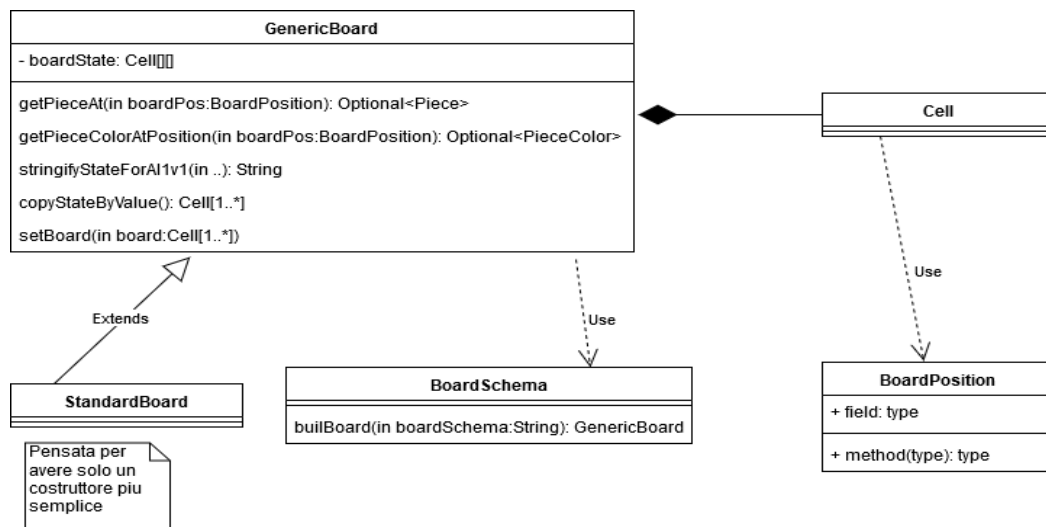 GenericBoard
- boardState: Cell[][]
getPieceAt(in boardPos:BoardPosition): Optional<Piece>
getPieceColorAtPosition(in boardPos:BoardPosition): Optional<PieceColor>
stringifyStateForAI1v1(in ..): String
copyStateByValue(): Cell[1..*]
setBoard(in board:Cell[1..*])
Cell
Use
Extends
Use
StandardBoard
Pensata per
avere solo un
costruttore piu
semplice
BoardSchema
builBoard(in boardSchema:String): GenericBoard
BoardPosition
+ field: type
+ method(type): type